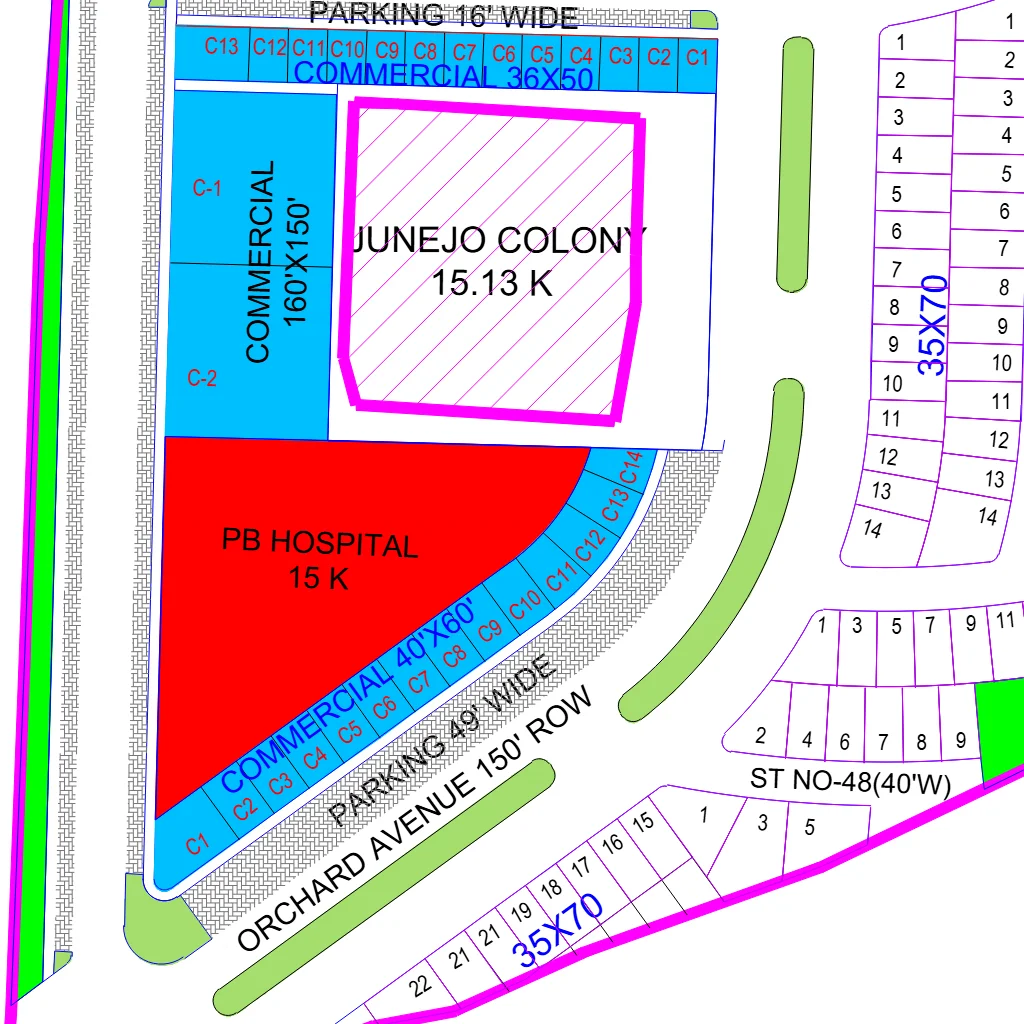 PARKING 16' WIDE
C13 C12 C11 C10 C9 C8 C7 C6 C5 C4 C3 C2 C1
COMMERCIAL 36X50
C-1
C-2
COMMERCIAL
160'X150'
JUNEJO COLONY
15.13 K
1
2
3
4
5
6
7
8
9
10
11
12
13
14
35X70
1
2
3
4
5
6
7
8
9
10
11
12
13
14
PB HOSPITAL
15 K
C14
C13
C12
C11
C10
C9
C8
C7
C6
C5
C4
C3
C2
C1
COMMERCIAL 40'X60'
PARKING 49' WIDE
ORCHARD AVENUE 150' ROW
1 3 5 7 9 11
2 4 6 7 8 9
ST NO-48(40'W)
1 3 5
15
16
17
18
19
21
21
22
35X70